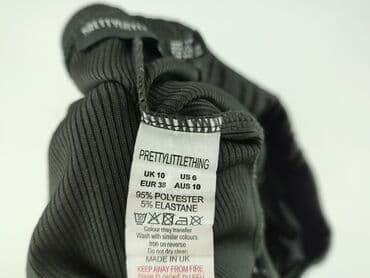 PRETTYLITTLETHING
UK 10 US 6
EUR 38 AUS 10
95% POLYESTER
5% ELASTANE
Colour may transfer
Wash with similar colours
Iron on reverse
Do not dry clean
MADE IN UK
KEEP AWAY FROM FIRE